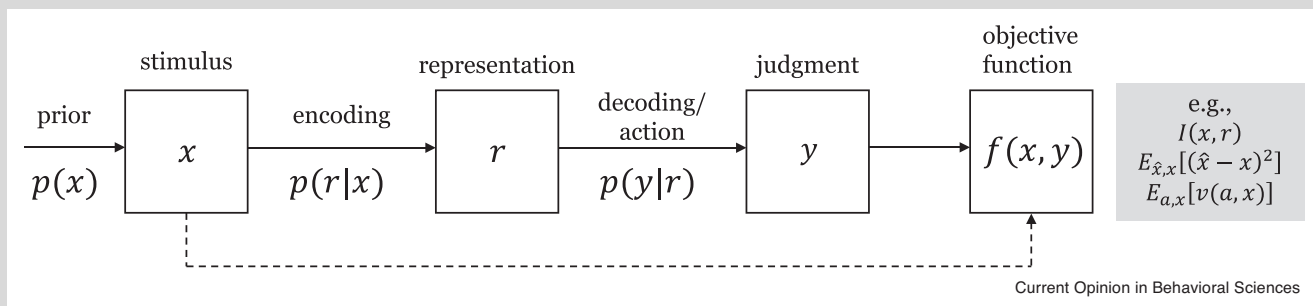 prior
p(x)
stimulus
x
encoding
p(r|x)
representation
r
decoding/
action
p(y|r)
judgment
y
objective
function
f(x, y)
e.g.,
I(x, r)
E_{x̂,x}[(x̂ − x)²]
E_{a,x}[v(a, x)]
Current Opinion in Behavioral Sciences